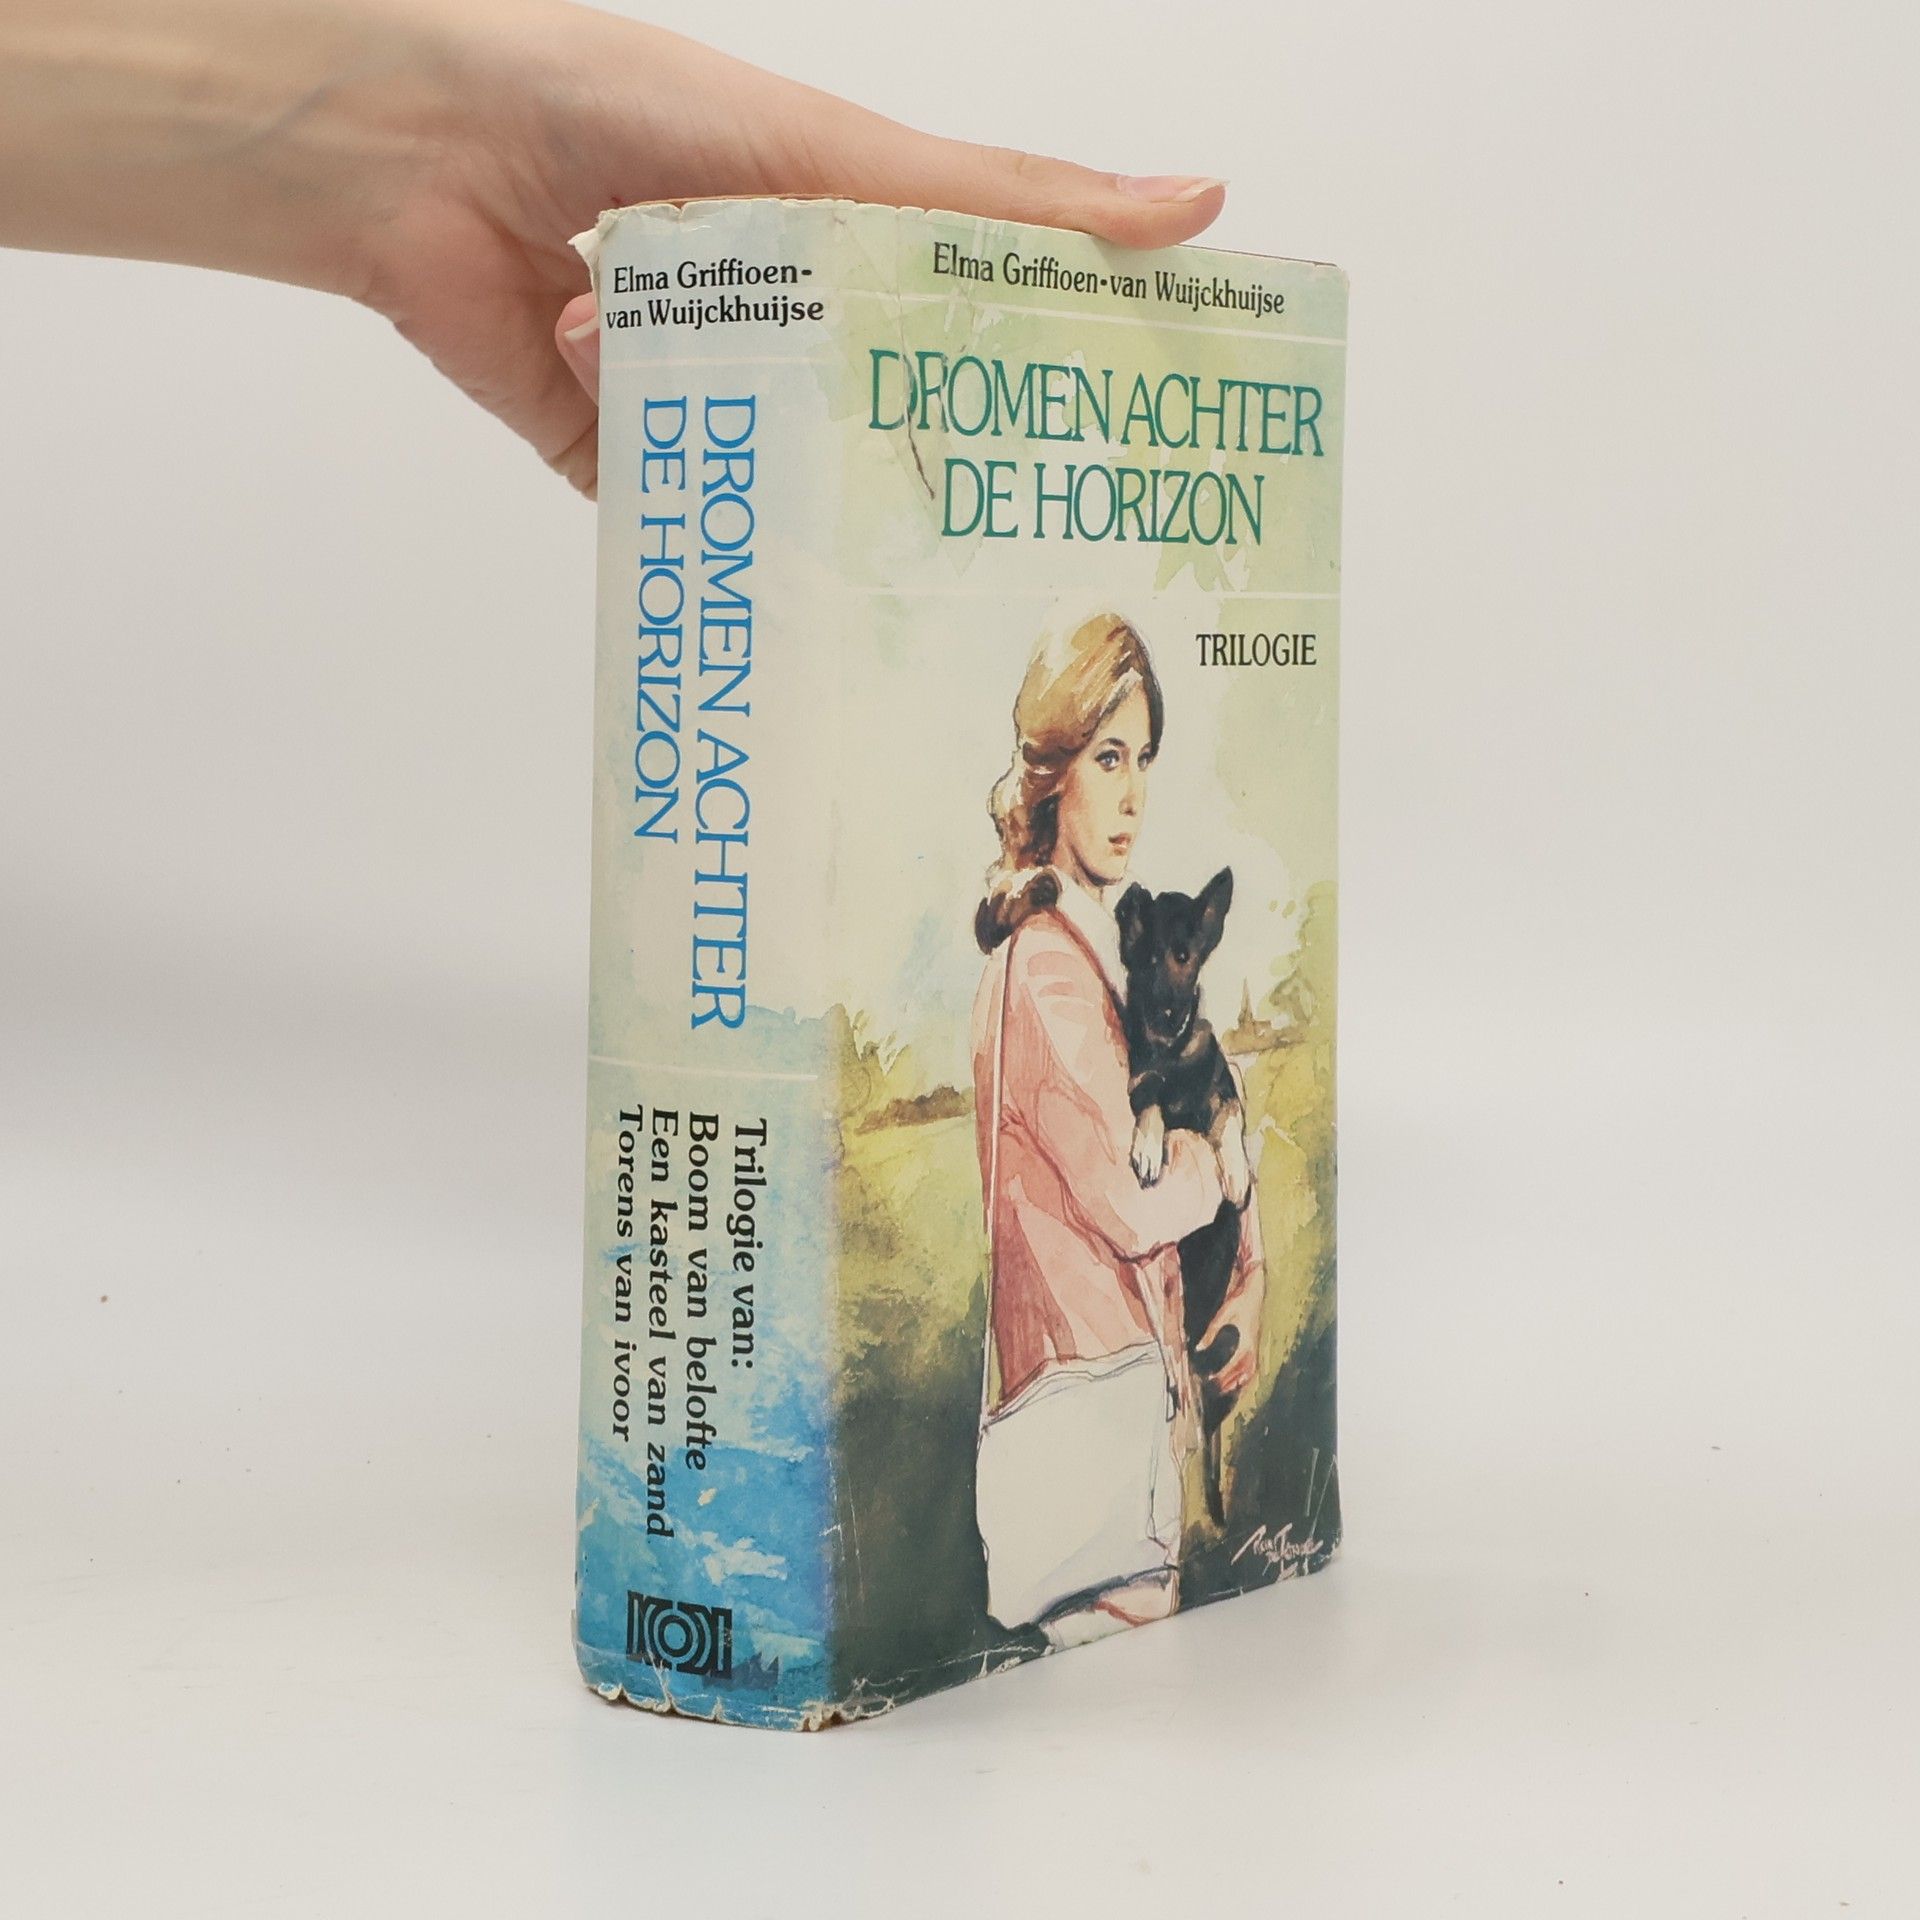 Elma Griffioen-
van Wuijckhuijse
DROMEN ACHTER
DE HORIZON
Trilogie van:
Boom van belofte
Een kasteel van zand
Torens van ivoor
Elma Griffioen-van Wuijckhuijse
DROMEN ACHTER
DE HORIZON
TRILOGIE